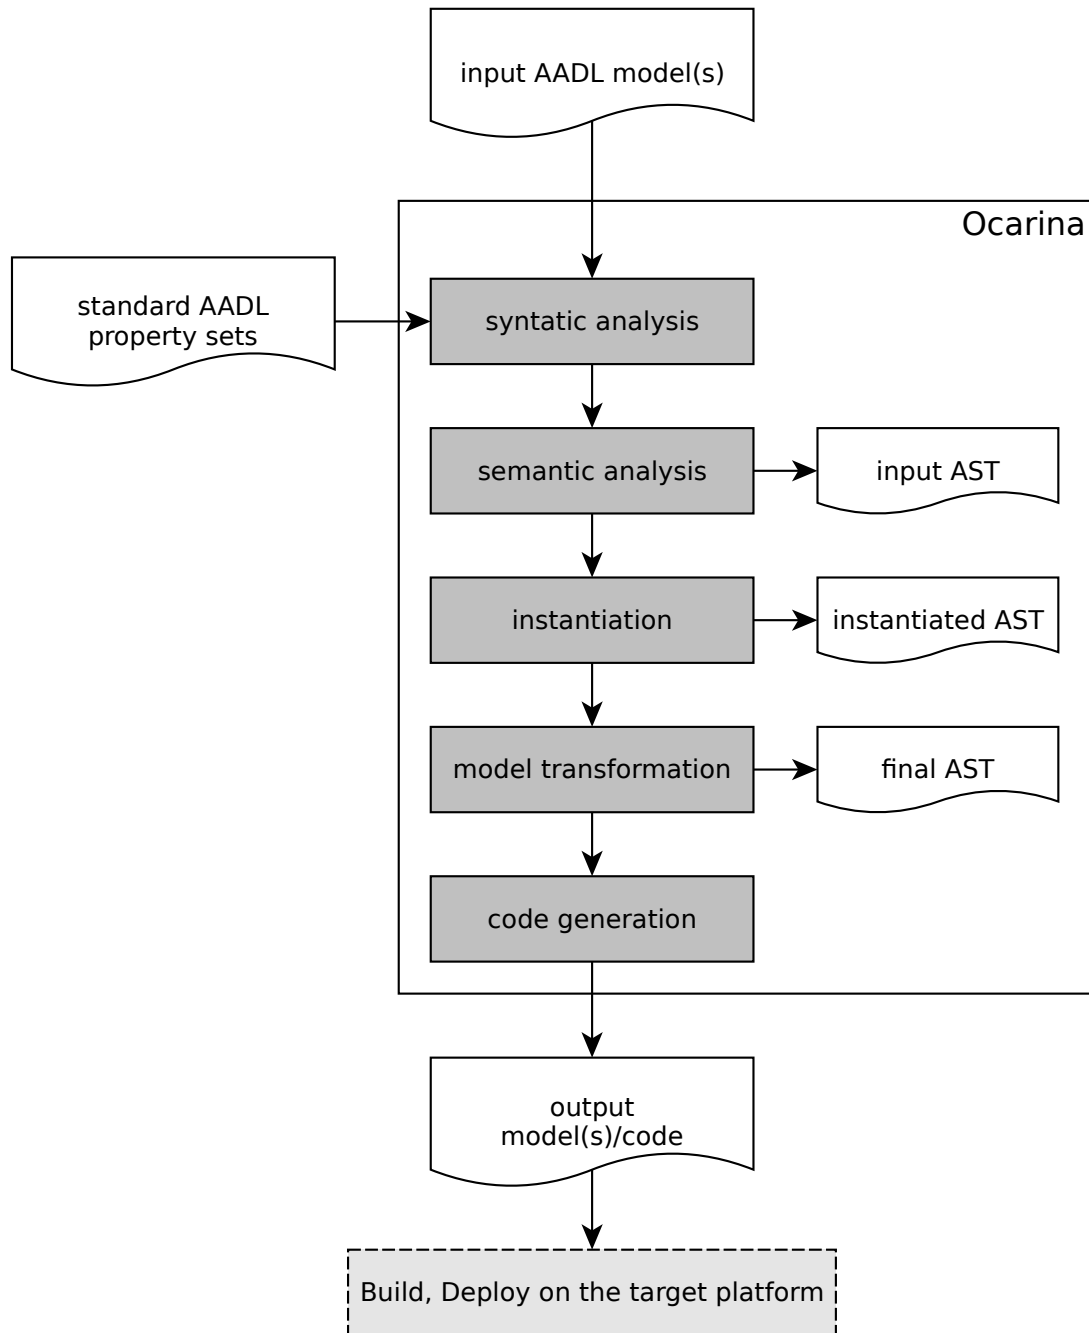 input AADL model(s)
Ocarina
standard AADL
property sets
syntatic analysis
semantic analysis
input AST
instantiation
instantiated AST
model transformation
final AST
code generation
output
model(s)/code
Build, Deploy on the target platform